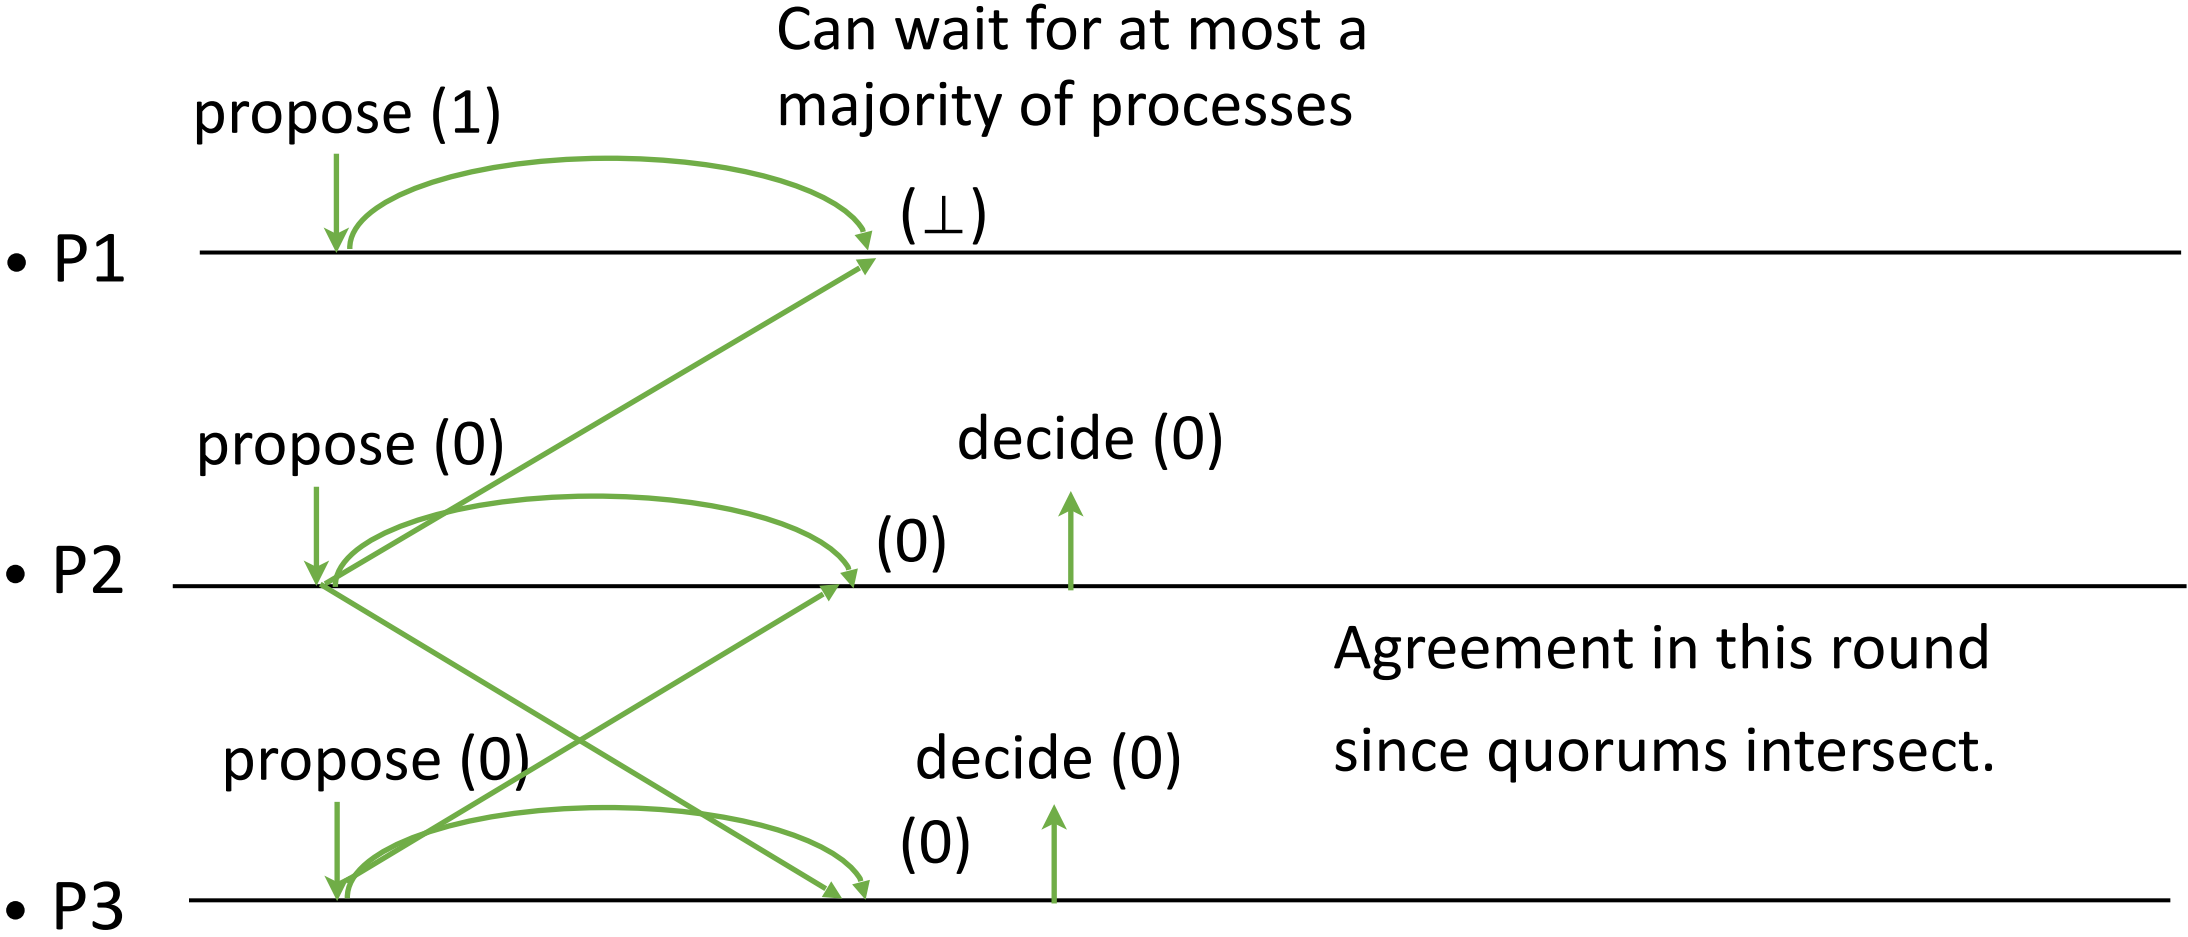 Can wait for at most a
majority of processes
propose (1)
(⊥)
• P1
propose (0)
decide (0)
(0)
• P2
Agreement in this round
since quorums intersect.
propose (0)
decide (0)
(0)
• P3